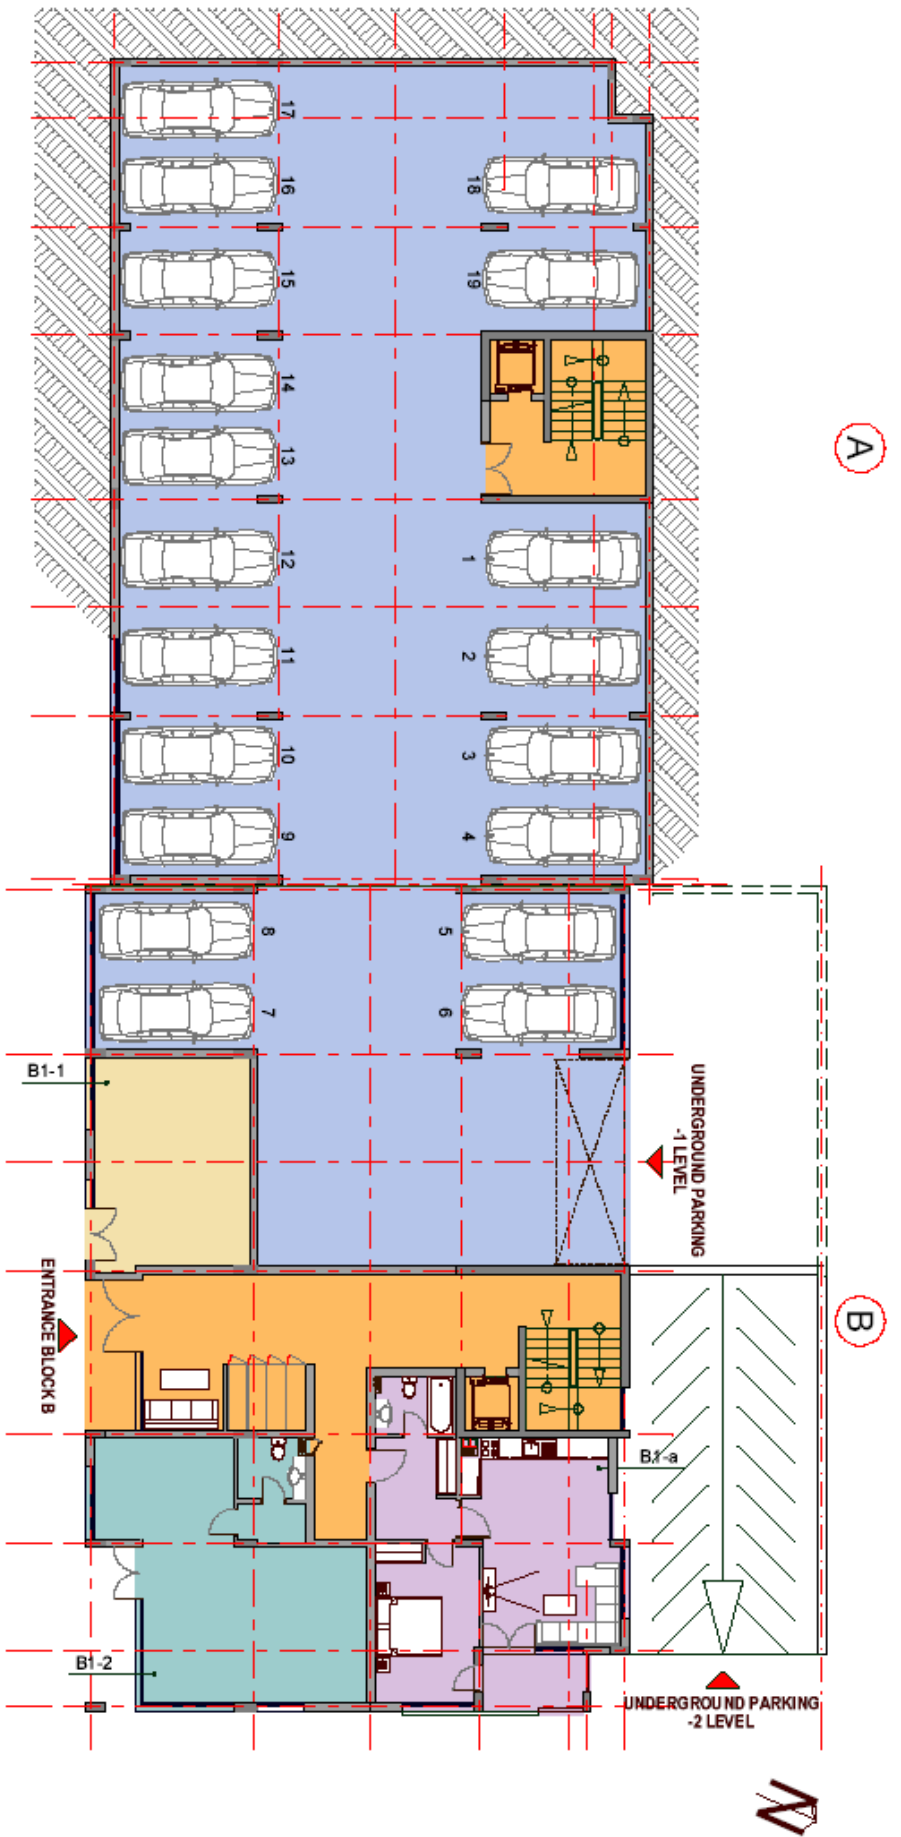 17
16
18
15
19
14
13
A
12
1
11
2
10
3
9
4
8
5
7
6
B1-1
UNDERGROUND PARKING
-1 LEVEL
ENTRANCE BLOCK B
B
B1-a
B1-2
UNDERGROUND PARKING
-2 LEVEL
N